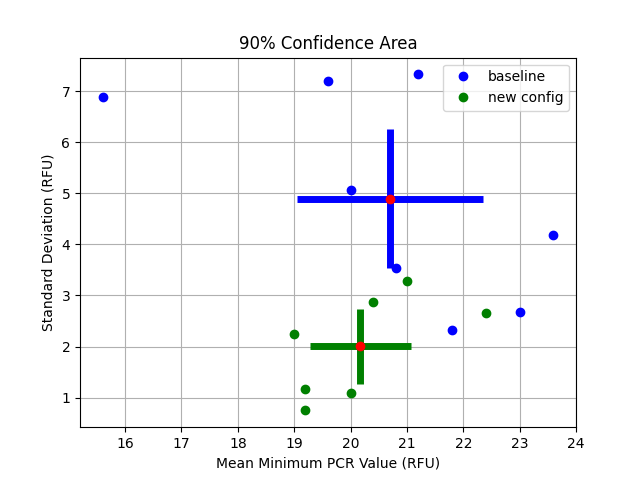 90% Confidence Area
baseline
new config
Standard Deviation (RFU)
7
6
5
4
3
2
1
16 17 18 19 20 21 22 23 24
Mean Minimum PCR Value (RFU)